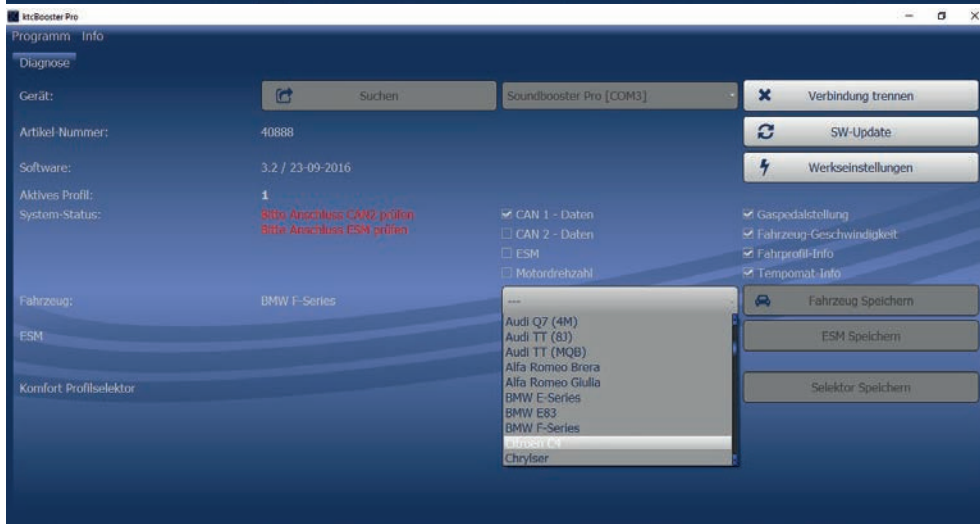 ktcBooster Pro
Programm Info
Diagnose
Gerät: Suchen Soundbooster Pro [COM3] Verbindung trennen
Artikel-Nummer: 40888 SW-Update
Software: 3.2 / 23-09-2016 Werkseinstellungen
Aktives Profil: 1
System-Status: Bitte Anschluss CAN2 prüfen CAN 1 - Daten Gaspedalstellung
Bitte Anschluss ESM prüfen CAN 2 - Daten Fahrzeug-Geschwindigkeit
ESM Fahrprofil-Info
Motordrehzahl Tempomat-Info
Fahrzeug: BMW F-Series --- Fahrzeug Speichern
Audi Q7 (4M)
ESM Audi TT (8J) ESM Speichern
Audi TT (MQB)
Alfa Romeo Brera
Alfa Romeo Giulia
Komfort Profilselektor BMW E-Series Selektor Speichern
BMW E83
BMW F-Series
Citroen C4
Chrylser